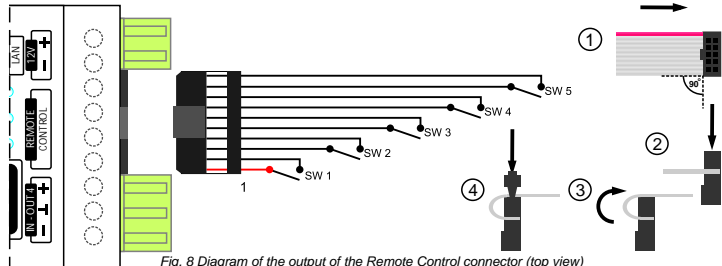 LAN
12V
+
-
REMOTE
CONTROL
IN - OUT 4
+
-
SW 5
SW 4
SW 3
SW 2
SW 1
1
1
90°
2
3
4
Fig. 8 Diagram of the output of the Remote Control connector (top view)